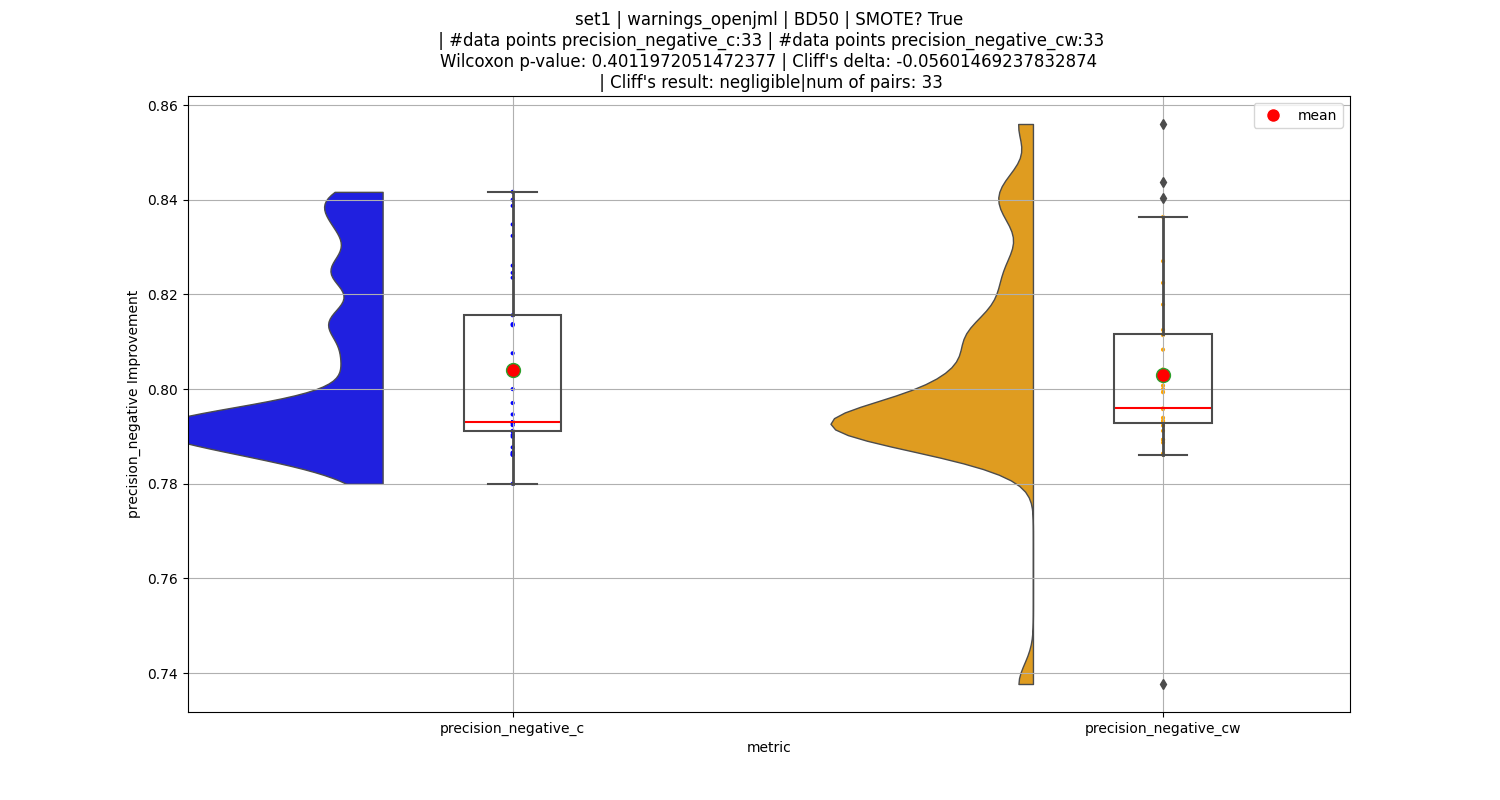 set1 | warnings_openjml | BD50 | SMOTE? True
| #data points precision_negative_c:33 | #data points precision_negative_cw:33
Wilcoxon p-value: 0.4011972051472377 | Cliff's delta: -0.05601469237832874
| Cliff's result: negligible|num of pairs: 33
mean
0.86
0.84
0.82
0.80
0.78
0.76
0.74
precision_negative Improvement
precision_negative_c
precision_negative_cw
metric